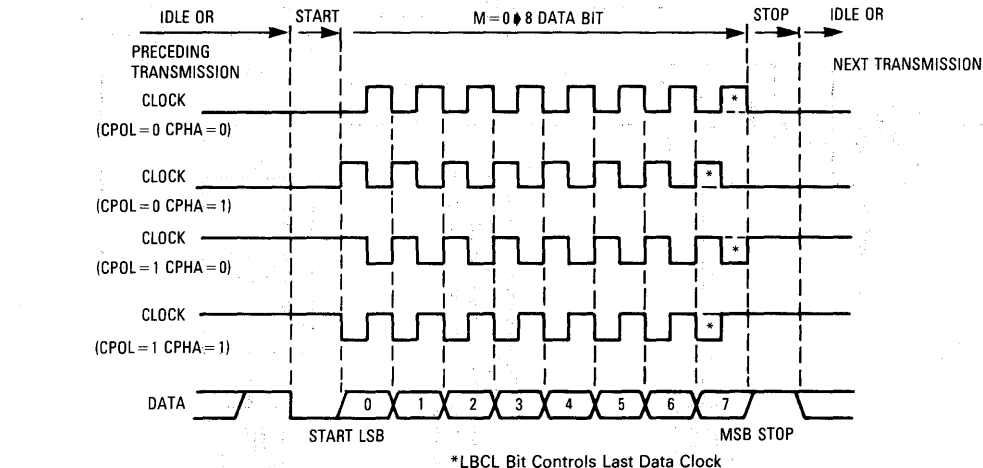 IDLE OR
START
M = 0 ➧ 8 DATA BIT
STOP
IDLE OR
PRECEDING
TRANSMISSION
NEXT TRANSMISSION
CLOCK
*
(CPOL = 0 CPHA = 0)
CLOCK
*
(CPOL = 0 CPHA = 1)
CLOCK
*
(CPOL = 1 CPHA = 0)
CLOCK
*
(CPOL = 1 CPHA = 1)
DATA
0 1 2 3 4 5 6 7
START LSB
MSB STOP
*LBCL Bit Controls Last Data Clock